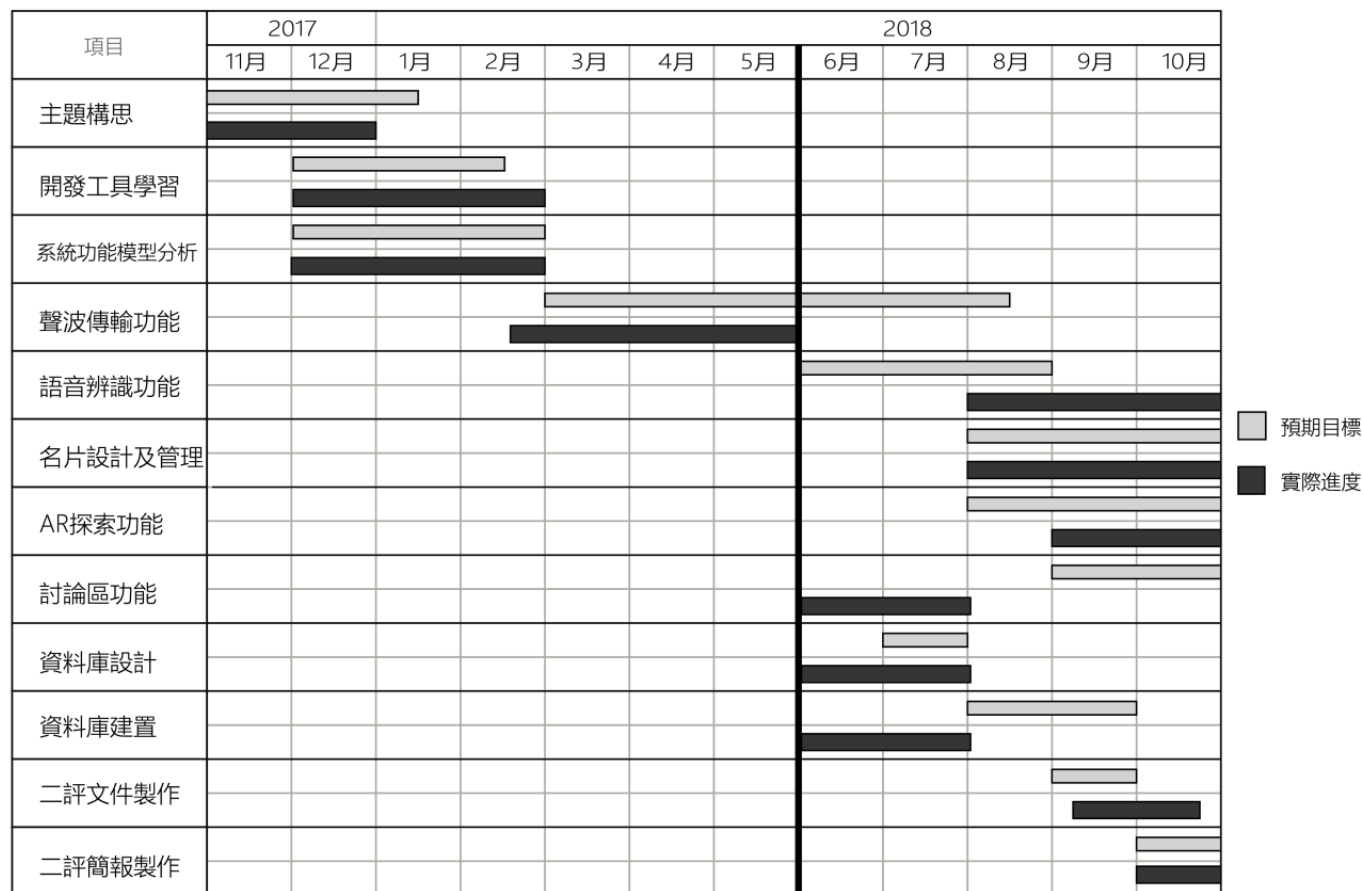 項目
2017
2018
11月
12月
1月
2月
3月
4月
5月
6月
7月
8月
9月
10月
主題構思
開發工具學習
系統功能模型分析
聲波傳輸功能
語音辨識功能
名片設計及管理
AR探索功能
討論區功能
資料庫設計
資料庫建置
二評文件製作
二評簡報製作
預期目標
實際進度